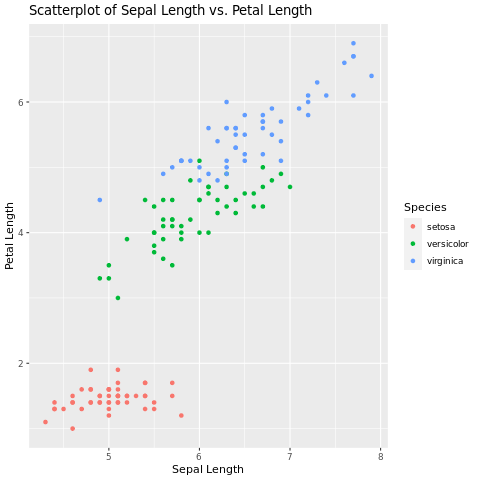 Scatterplot of Sepal Length vs. Petal Length
6
4
2
Petal Length
5
6
7
8
Sepal Length
Species
setosa
versicolor
virginica